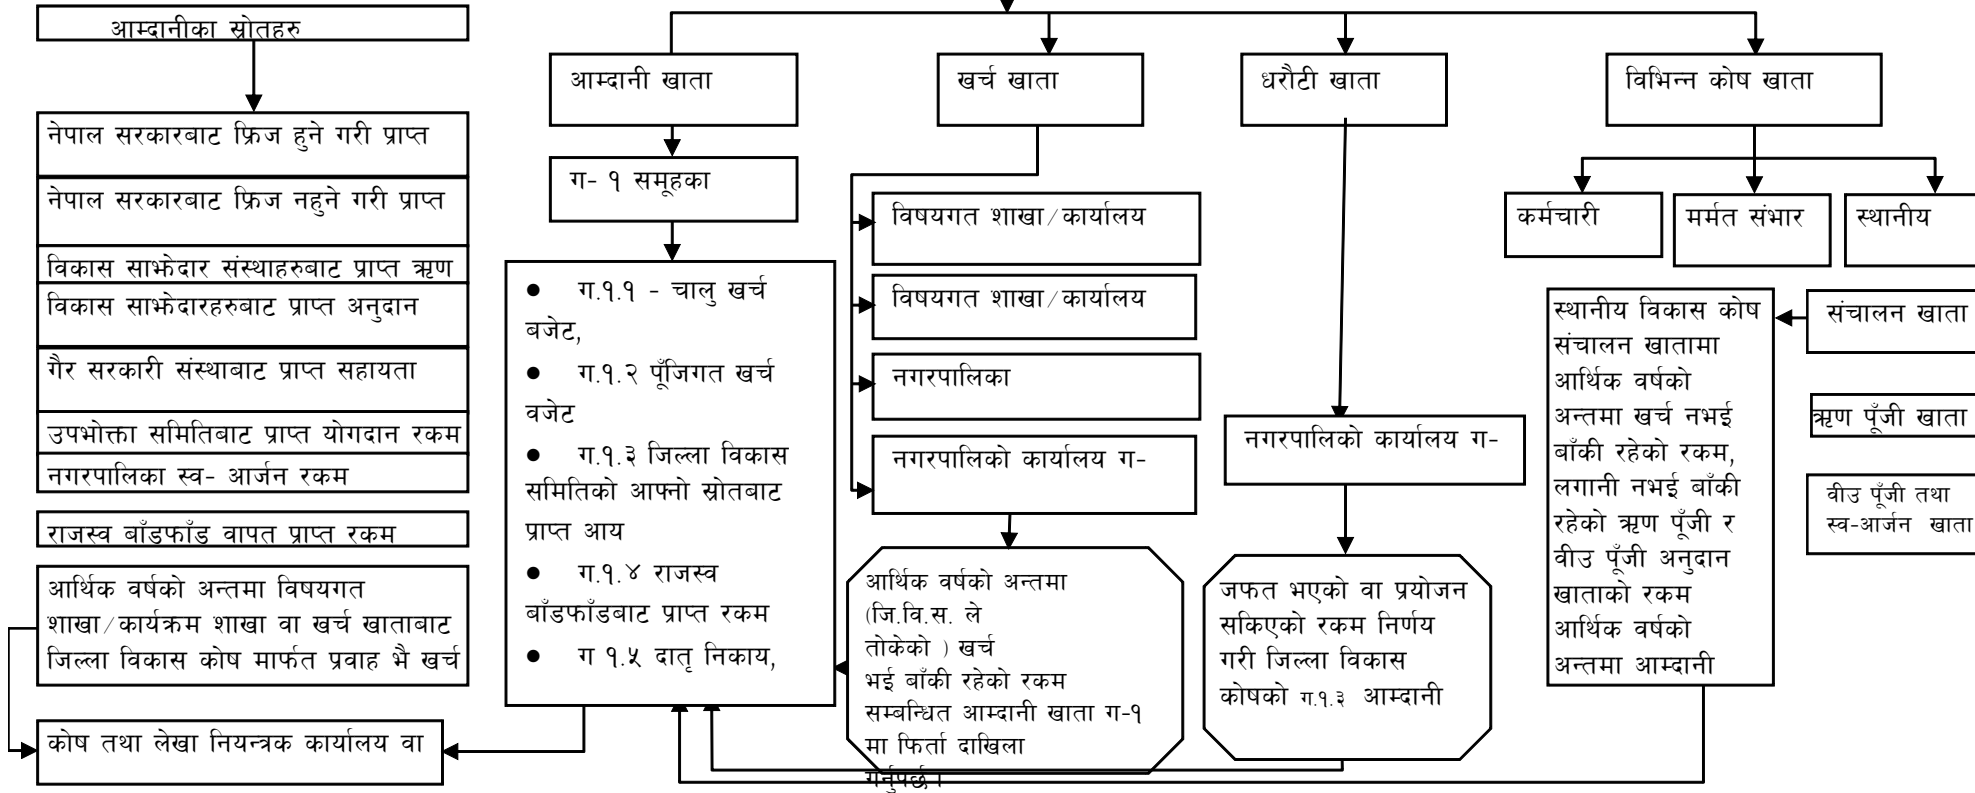 आम्दानीका स्रोतहरु
नेपाल सरकारबाट फ्रिज हुने गरी प्राप्त
नेपाल सरकारबाट फ्रिज नहुने गरी प्राप्त
विकास साझेदार संस्थाहरुबाट प्राप्त ऋण
विकास साझेदारहरुबाट प्राप्त अनुदान
गैर सरकारी संस्थाबाट प्राप्त सहायता
उपभोक्ता समितिबाट प्राप्त योगदान रकम
नगरपालिका स्व- आर्जन रकम
राजस्व बाँडफाँड वापत प्राप्त रकम
आर्थिक वर्षको अन्तमा विषयगत
शाखा/कार्यक्रम शाखा वा खर्च खाताबाट
जिल्ला विकास कोष मार्फत प्रवाह भै खर्च
कोष तथा लेखा नियन्त्रक कार्यालय वा
आम्दानी खाता
ग- १ समूहका
● ग.१.१ - चालु खर्च
बजेट,
● ग.१.२ पूँजिगत खर्च
वजेट
● ग.१.३ जिल्ला विकास
समितिको आफ्नो स्रोतबाट
प्राप्त आय
● ग.१.४ राजस्व
बाँडफाँडबाट प्राप्त रकम
● ग १.५ दातृ निकाय,
खर्च खाता
विषयगत शाखा/कार्यालय
विषयगत शाखा/कार्यालय
नगरपालिका
नगरपालिको कार्यालय ग-
आर्थिक वर्षको अन्तमा
(जि.वि.स. ले
तोकेको ) खर्च
भई बाँकी रहेको रकम
सम्बन्धित आम्दानी खाता ग-१
मा फिर्ता दाखिला
गर्नुपर्छ।
धरौटी खाता
नगरपालिको कार्यालय ग-
जफत भएको वा प्रयोजन
सकिएको रकम निर्णय
गरी जिल्ला विकास
कोषको ग.१.३ आम्दानी
विभिन्न कोष खाता
कर्मचारी
मर्मत संभार
स्थानीय
स्थानीय विकास कोष
संचालन खातामा
आर्थिक वर्षको
अन्तमा खर्च नभई
बाँकी रहेको रकम,
लगानी नभई बाँकी
रहेको ऋण पूँजी र
वीउ पूँजी अनुदान
खाताको रकम
आर्थिक वर्षको
अन्तमा आम्दानी
संचालन खाता
ऋण पूँजी खाता
वीउ पूँजी तथा
स्व-आर्जन खाता